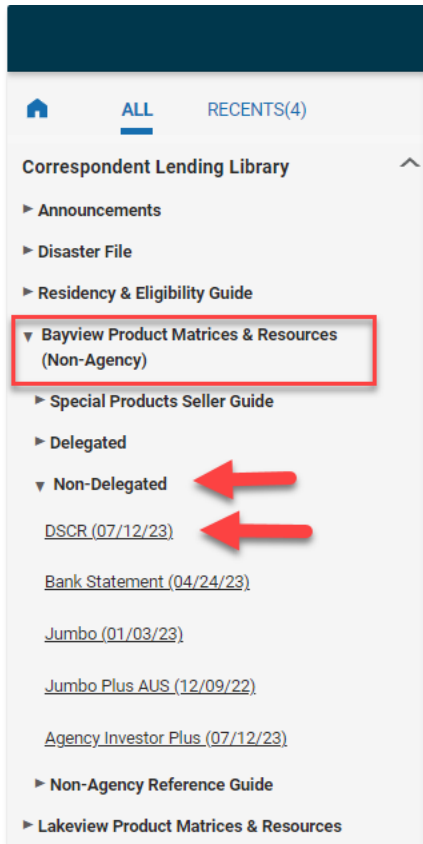 ALL RECENTS(4)
Correspondent Lending Library
Announcements
Disaster File
Residency & Eligibility Guide
Bayview Product Matrices & Resources
(Non-Agency)
Special Products Seller Guide
Delegated
Non-Delegated
DSCR (07/12/23)
Bank Statement (04/24/23)
Jumbo (01/03/23)
Jumbo Plus AUS (12/09/22)
Agency Investor Plus (07/12/23)
Non-Agency Reference Guide
Lakeview Product Matrices & Resources